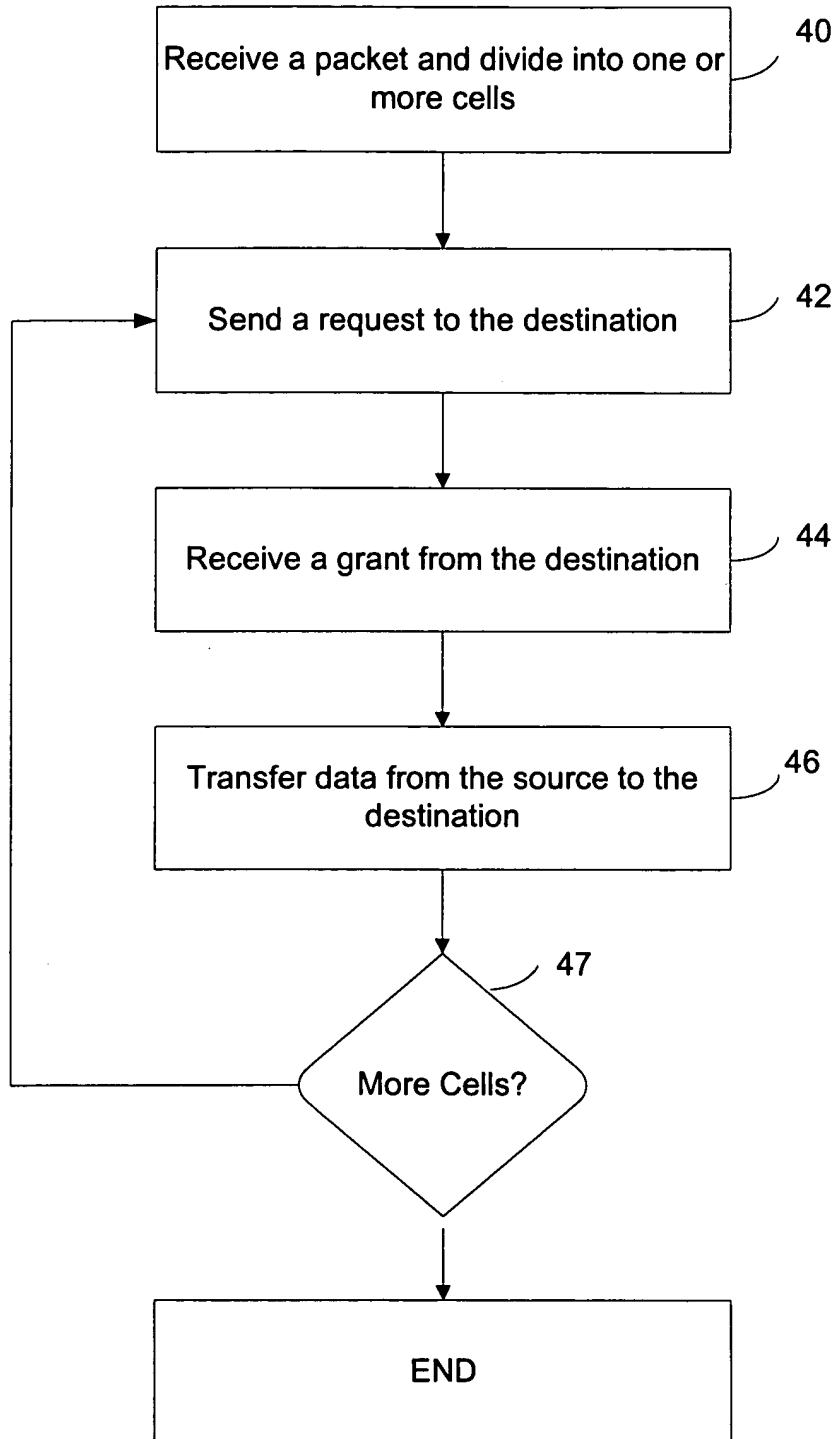 Receive a packet and divide into one or
more cells
40
Send a request to the destination
42
Receive a grant from the destination
44
Transfer data from the source to the
destination
46
47
More Cells?
END